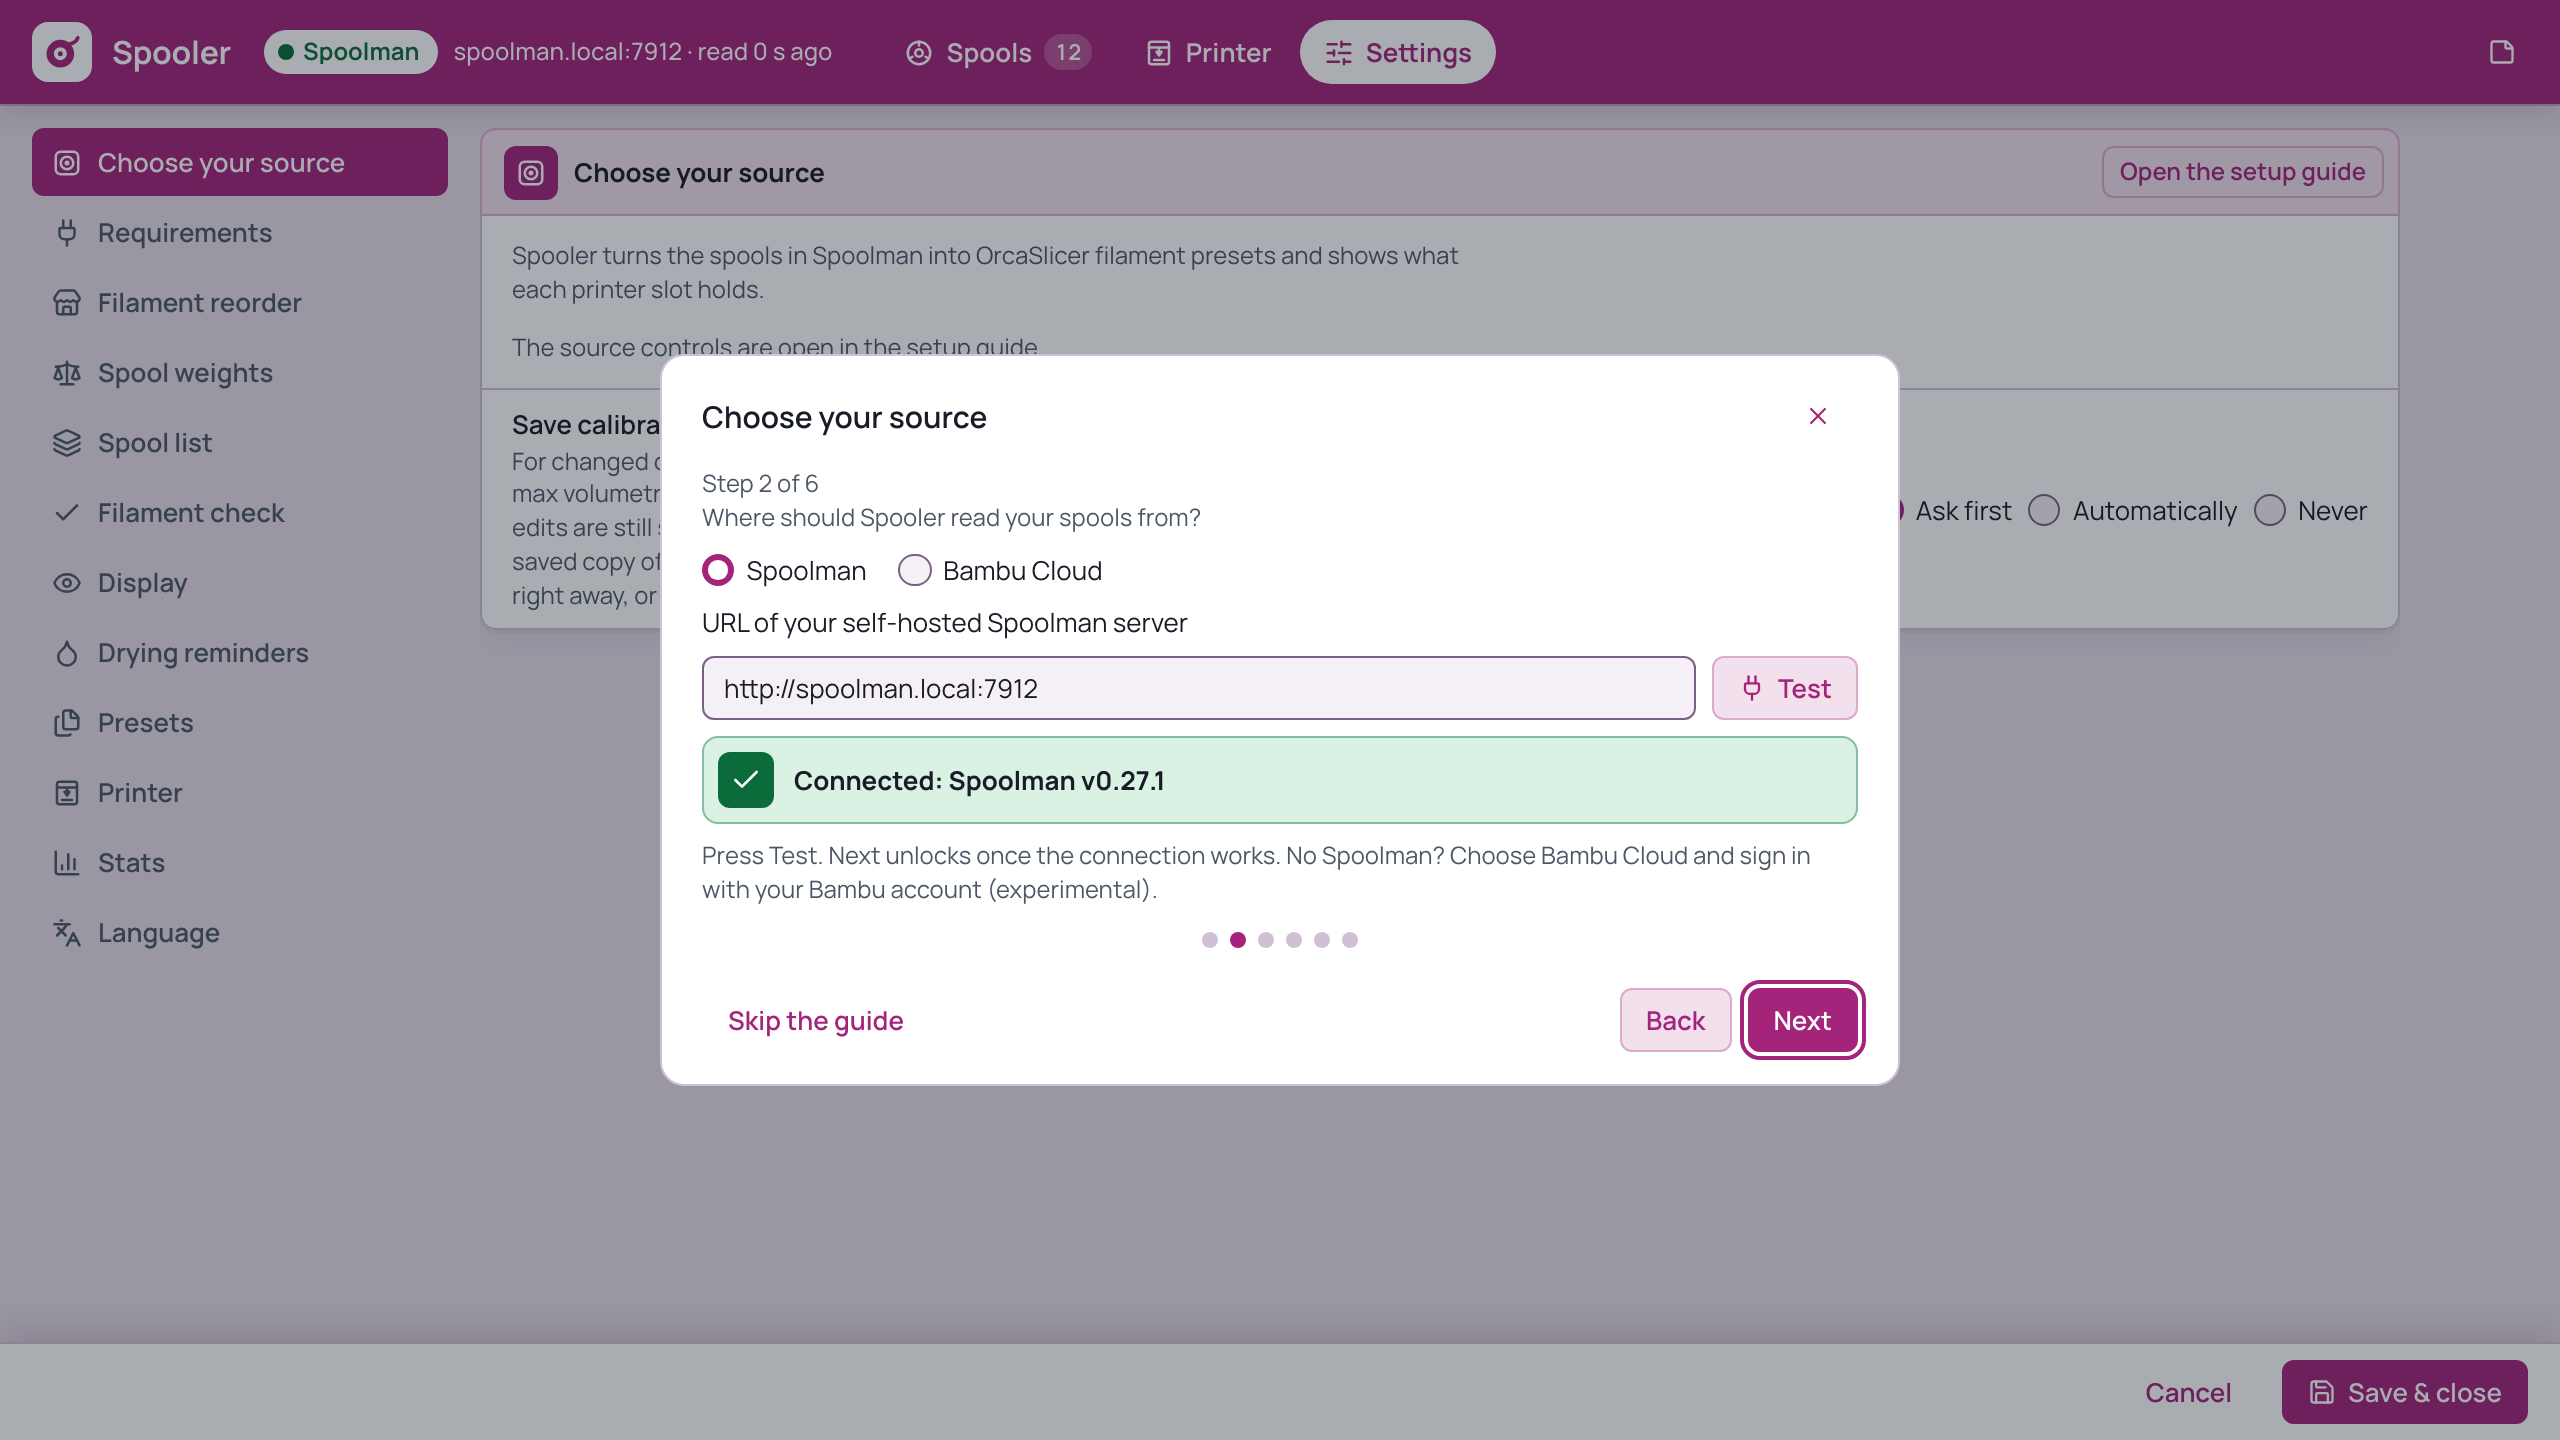 Spooler
Spoolman
spoolman.local:7912 · read 0 s ago
Spools 12
Printer
Settings
Choose your source
Requirements
Filament reorder
Spool weights
Spool list
Filament check
Display
Drying reminders
Presets
Printer
Stats
Language
Choose your source
Open the setup guide
Spooler turns the spools in Spoolman into OrcaSlicer filament presets and shows what
each printer slot holds.
The source controls are open in the setup guide
Save calibra
For changed
max volumetr
edits are still
saved copy of
right away, or
Ask first
Automatically
Never
Choose your source
Step 2 of 6
Where should Spooler read your spools from?
Spoolman
Bambu Cloud
URL of your self-hosted Spoolman server
http://spoolman.local:7912
Test
Connected: Spoolman v0.27.1
Press Test. Next unlocks once the connection works. No Spoolman? Choose Bambu Cloud and sign in
with your Bambu account (experimental).
Skip the guide
Back
Next
Cancel
Save & close